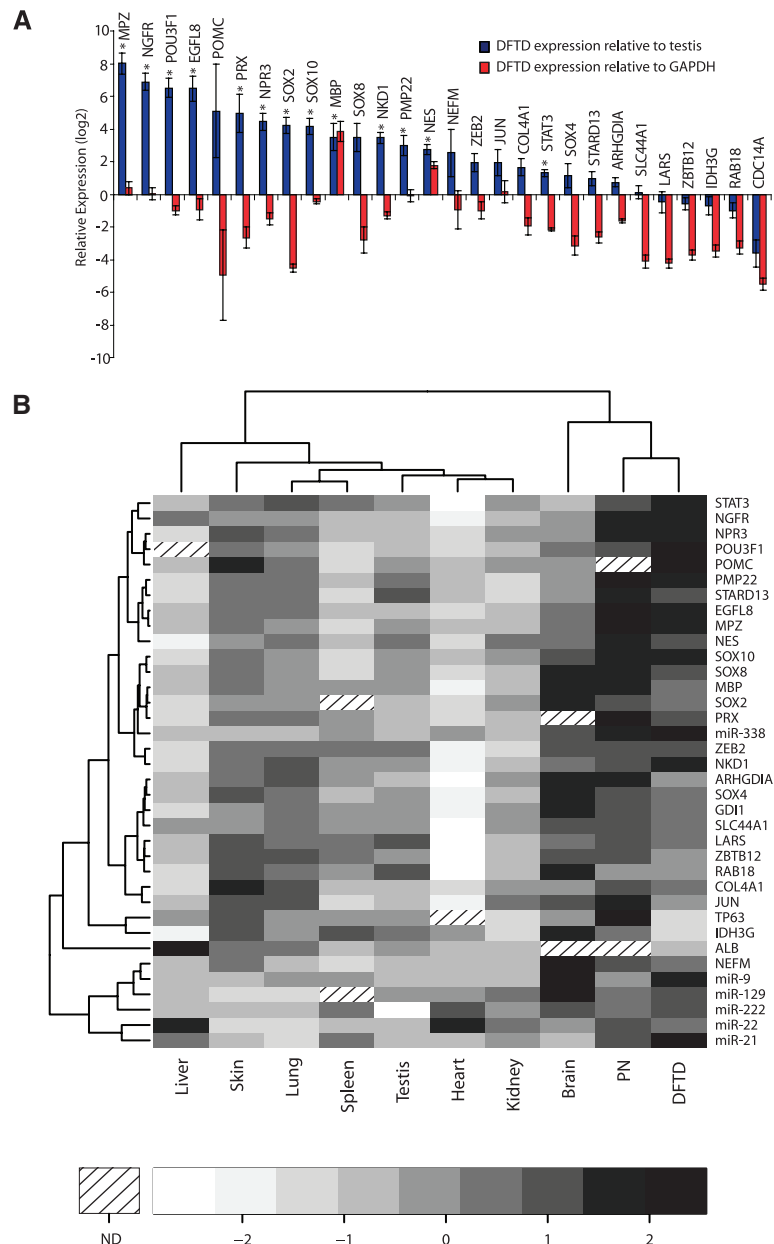 A
10
8
6
4
2
0
-2
-4
-6
-8
-10
Relative Expression (log2)
* MPZ
* NGFR
* POU3F1
* EGFL8
POMC
* PRX
* NPR3
* SOX2
* SOX10
* MBP
SOX8
* NKD1
* PMP22
* NES
NEFM
ZEB2
JUN
COL4A1
* STAT3
SOX4
STARD13
ARHGDIA
SLC44A1
LARS
ZBTB12
IDH3G
RAB18
CDC14A
DFTD expression relative to testis
DFTD expression relative to GAPDH
B
STAT3
NGFR
NPR3
POU3F1
POMC
PMP22
STARD13
EGFL8
MPZ
NES
SOX10
SOX8
MBP
SOX2
PRX
miR-338
ZEB2
NKD1
ARHGDIA
SOX4
GDI1
SLC44A1
LARS
ZBTB12
RAB18
COL4A1
JUN
TP63
IDH3G
ALB
NEFM
miR-9
miR-129
miR-222
miR-22
miR-21
Liver
Skin
Lung
Spleen
Testis
Heart
Kidney
Brain
PN
DFTD
ND
−2
−1
0
1
2